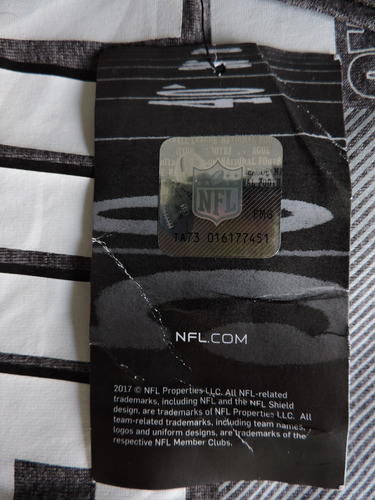 NFL
FMG
TA73 016177451
NFL.COM
2017 © NFL Properties LLC. All NFL-related
trademarks, including NFL and the NFL Shield
design, are trademarks of NFL Properties LLC. All
team-related trademarks, including team names,
logos and uniform designs, are trademarks of the
respective NFL Member Clubs.